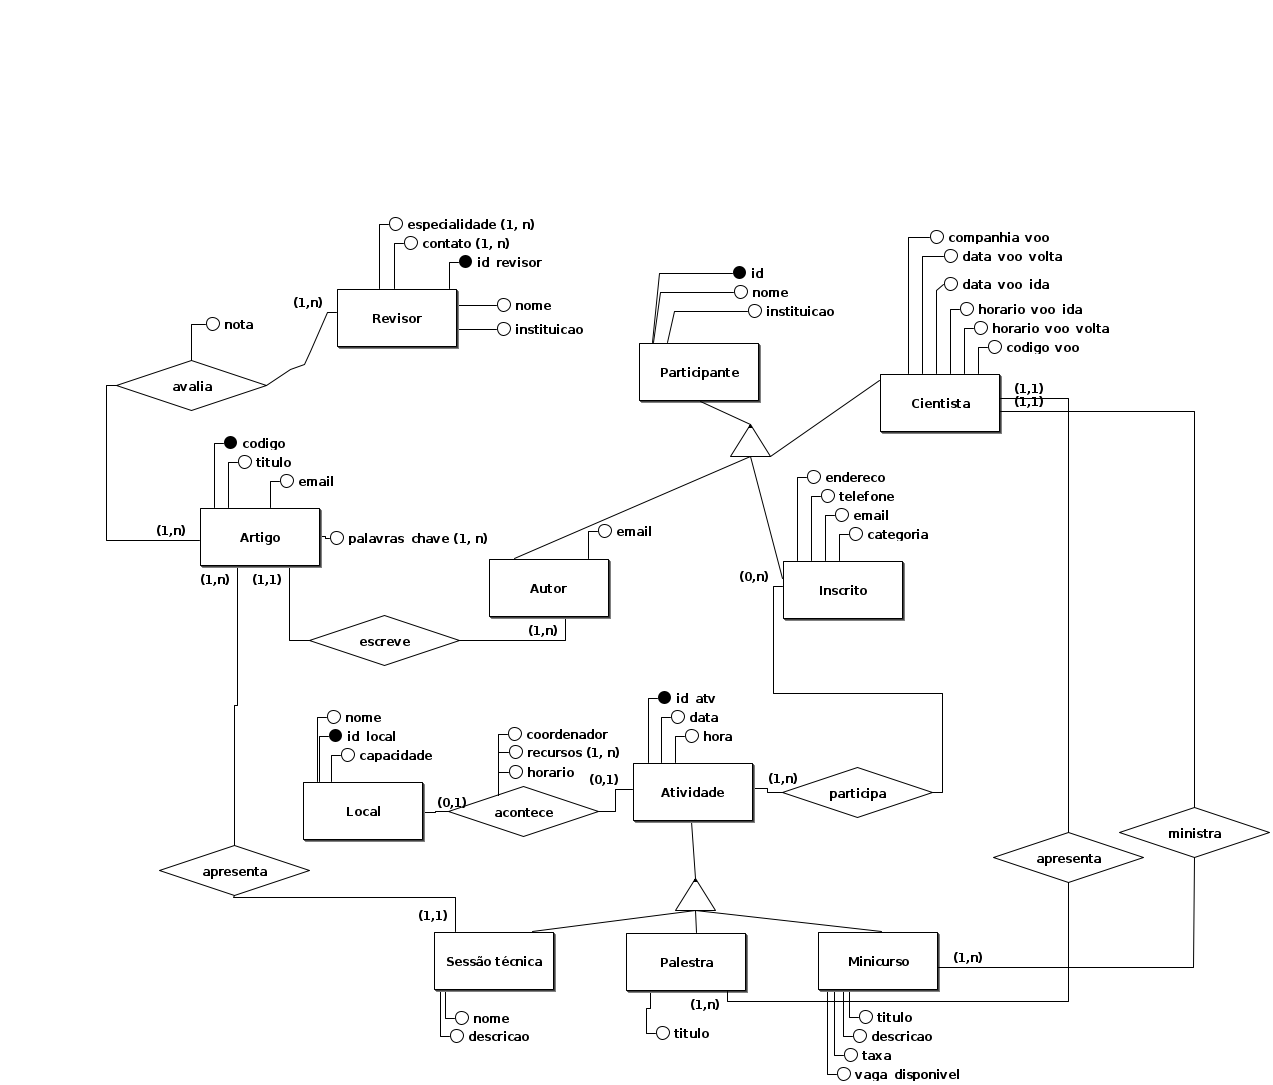 especialidade (1, n)
contato (1, n)
id revisor
(1,n)
Revisor
nome
instituicao
nota
avalia
id
nome
instituicao
Participante
companhia voo
data voo volta
data voo ida
horario voo ida
horario voo volta
codigo voo
Cientista
(1,1)
(1,1)
codigo
titulo
email
Artigo
palavras chave (1, n)
(1,n)
(1,n)
(1,1)
email
Autor
(1,n)
escreve
endereco
telefone
email
categoria
(0,n)
Inscrito
nome
id local
capacidade
Local
(0,1)
coordenador
recursos (1, n)
horario
acontece
(0,1)
id atv
data
hora
Atividade
(1,n)
participa
ministra
apresenta
apresenta
(1,1)
Sessão técnica
Palestra
Minicurso
(1,n)
(1,n)
nome
descricao
titulo
titulo
descricao
taxa
vaga disponivel